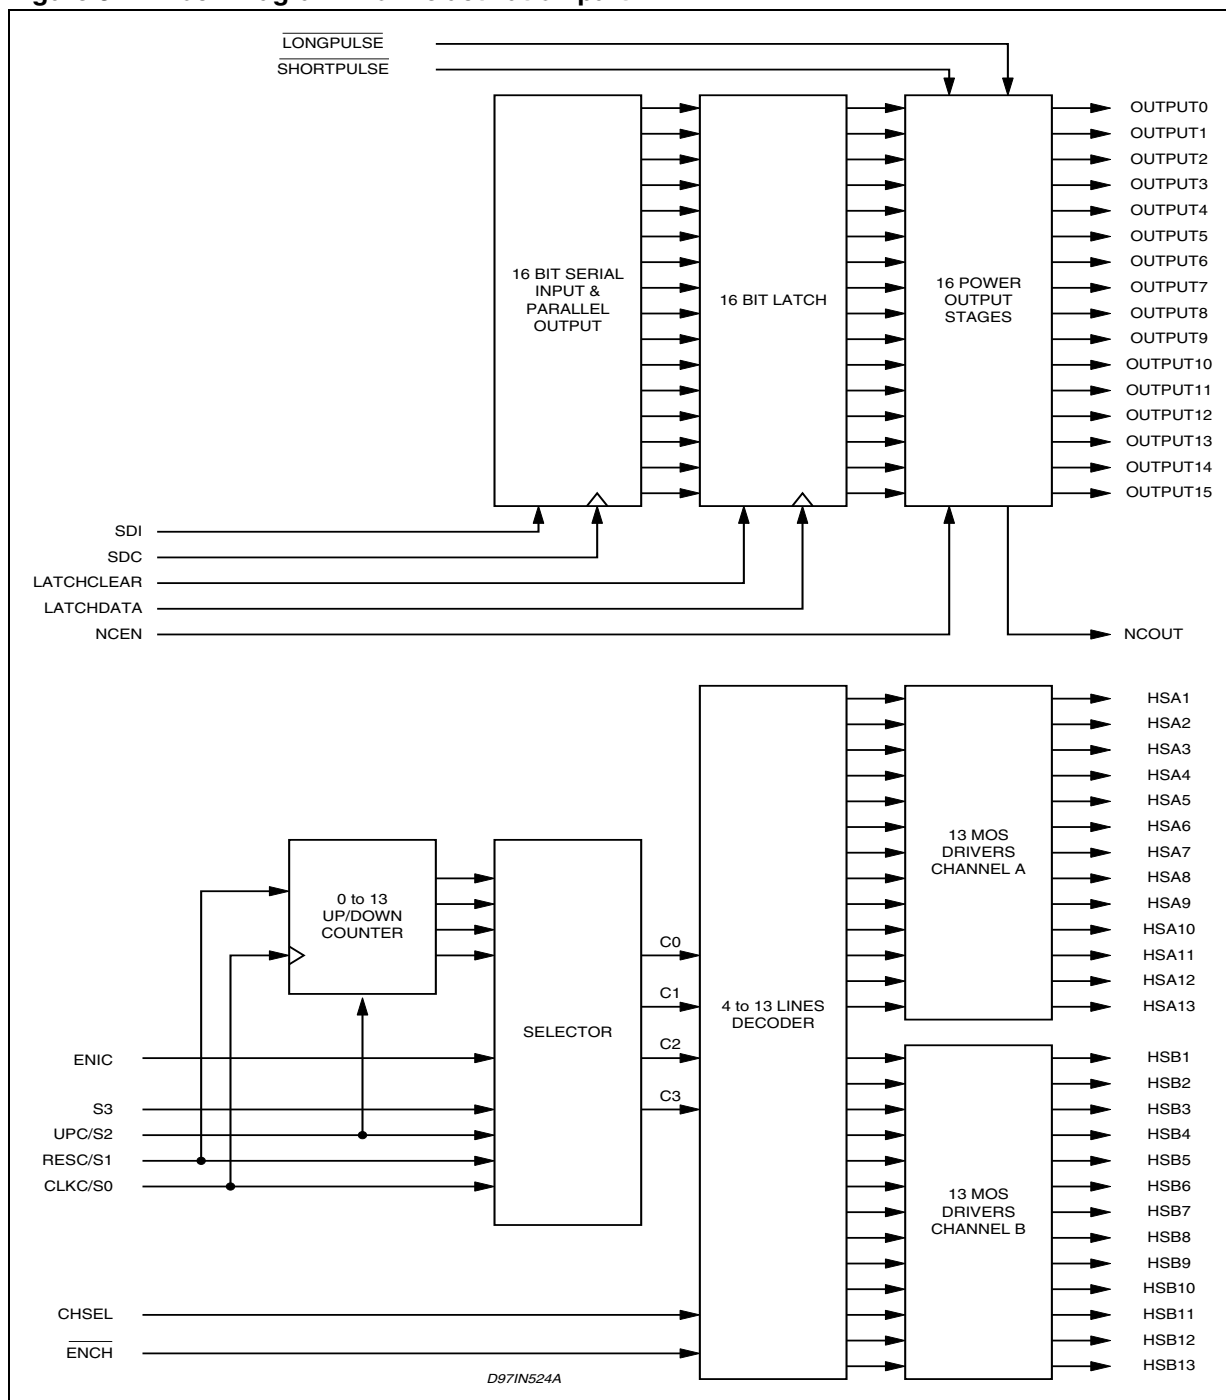 LONGPULSE
SHORTPULSE
16 BIT SERIAL
INPUT &
PARALLEL
OUTPUT
16 BIT LATCH
16 POWER
OUTPUT
STAGES
OUTPUT0
OUTPUT1
OUTPUT2
OUTPUT3
OUTPUT4
OUTPUT5
OUTPUT6
OUTPUT7
OUTPUT8
OUTPUT9
OUTPUT10
OUTPUT11
OUTPUT12
OUTPUT13
OUTPUT14
OUTPUT15
SDI
SDC
LATCHCLEAR
LATCHDATA
NCEN
NCOUT
0 to 13
UP/DOWN
COUNTER
SELECTOR
C0
C1
C2
C3
4 to 13 LINES
DECODER
13 MOS
DRIVERS
CHANNEL A
HSA1
HSA2
HSA3
HSA4
HSA5
HSA6
HSA7
HSA8
HSA9
HSA10
HSA11
HSA12
HSA13
ENIC
S3
UPC/S2
RESC/S1
CLKC/S0
13 MOS
DRIVERS
CHANNEL B
HSB1
HSB2
HSB3
HSB4
HSB5
HSB6
HSB7
HSB8
HSB9
HSB10
HSB11
HSB12
HSB13
CHSEL
ENCH
D97IN524A